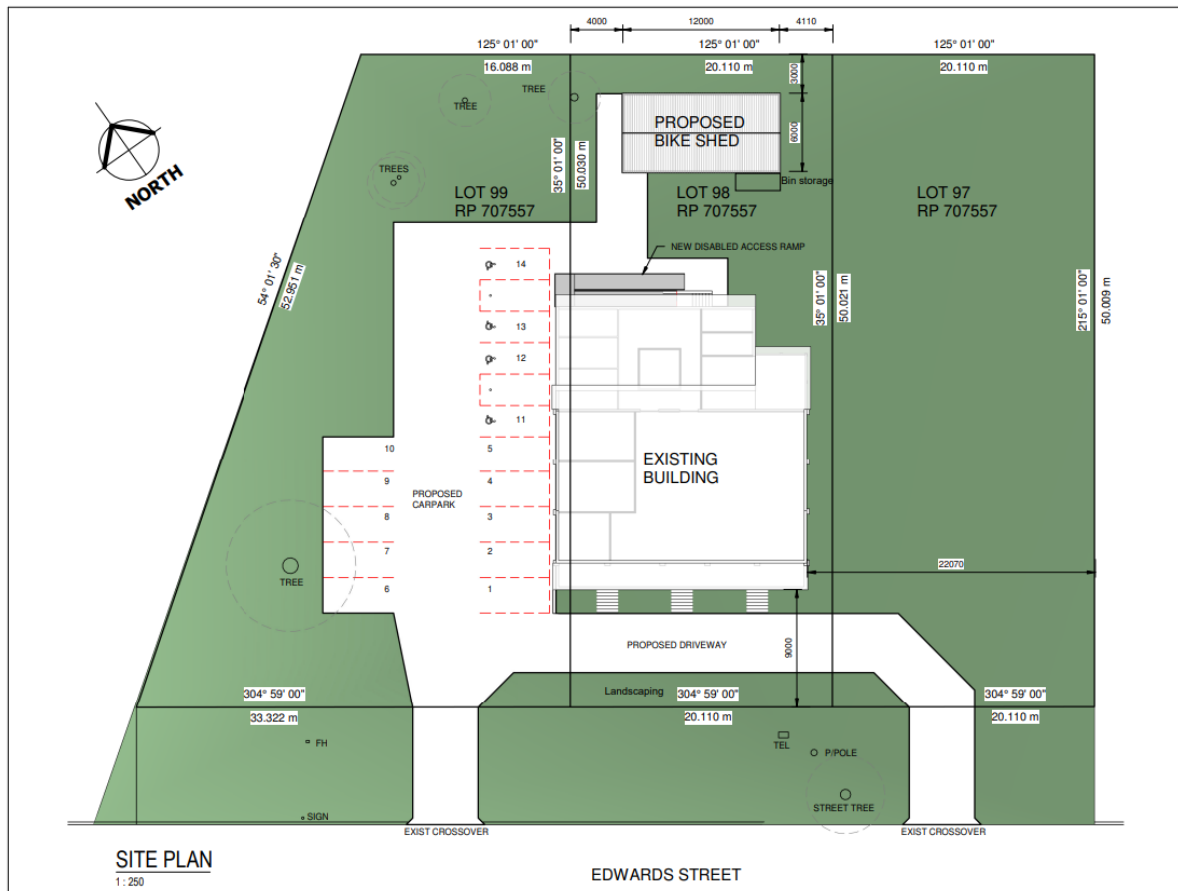 4000
12000
4110
125° 01' 00"
125° 01' 00"
125° 01' 00"
16.088 m
20.110 m
20.110 m
3000
TREE
TREE
PROPOSED
BIKE SHED
6000
NORTH
TREES
35° 01' 00"
50.030 m
Bin storage
LOT 99
RP 707557
LOT 98
RP 707557
LOT 97
RP 707557
NEW DISABLED ACCESS RAMP
14
54° 01' 30"
52.951 m
35° 01' 00"
50.021 m
215° 01' 00"
50.009 m
13
12
11
10
5
EXISTING
BUILDING
9
4
PROPOSED
CARPARK
8
3
7
2
22070
TREE
6
1
PROPOSED DRIVEWAY
9000
304° 59' 00"
Landscaping
304° 59' 00"
304° 59' 00"
33.322 m
20.110 m
20.110 m
FH
TEL
P/POLE
STREET TREE
SIGN
EXIST CROSSOVER
EXIST CROSSOVER
SITE PLAN
1 : 250
EDWARDS STREET